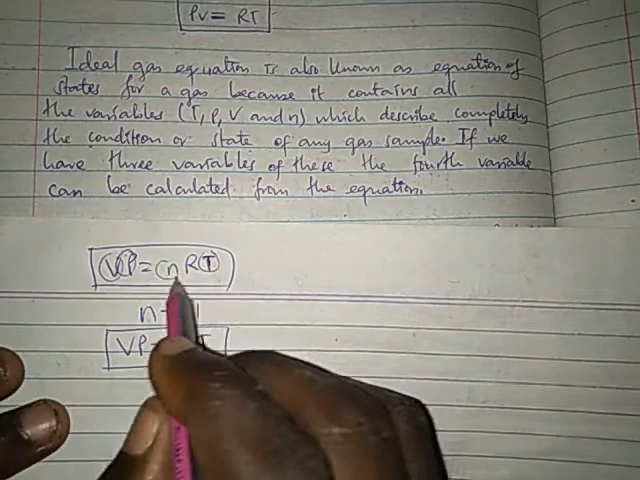 PV = RT
Ideal gas equation is also known as equation of
states for a gas because it contains all
the variables (T, P, V and n) which describe completely
the condition or state of any gas sample. If we
have three variables of these the fourth variable
can be calculated from the equation.
VP = nRT
n = 1
VP